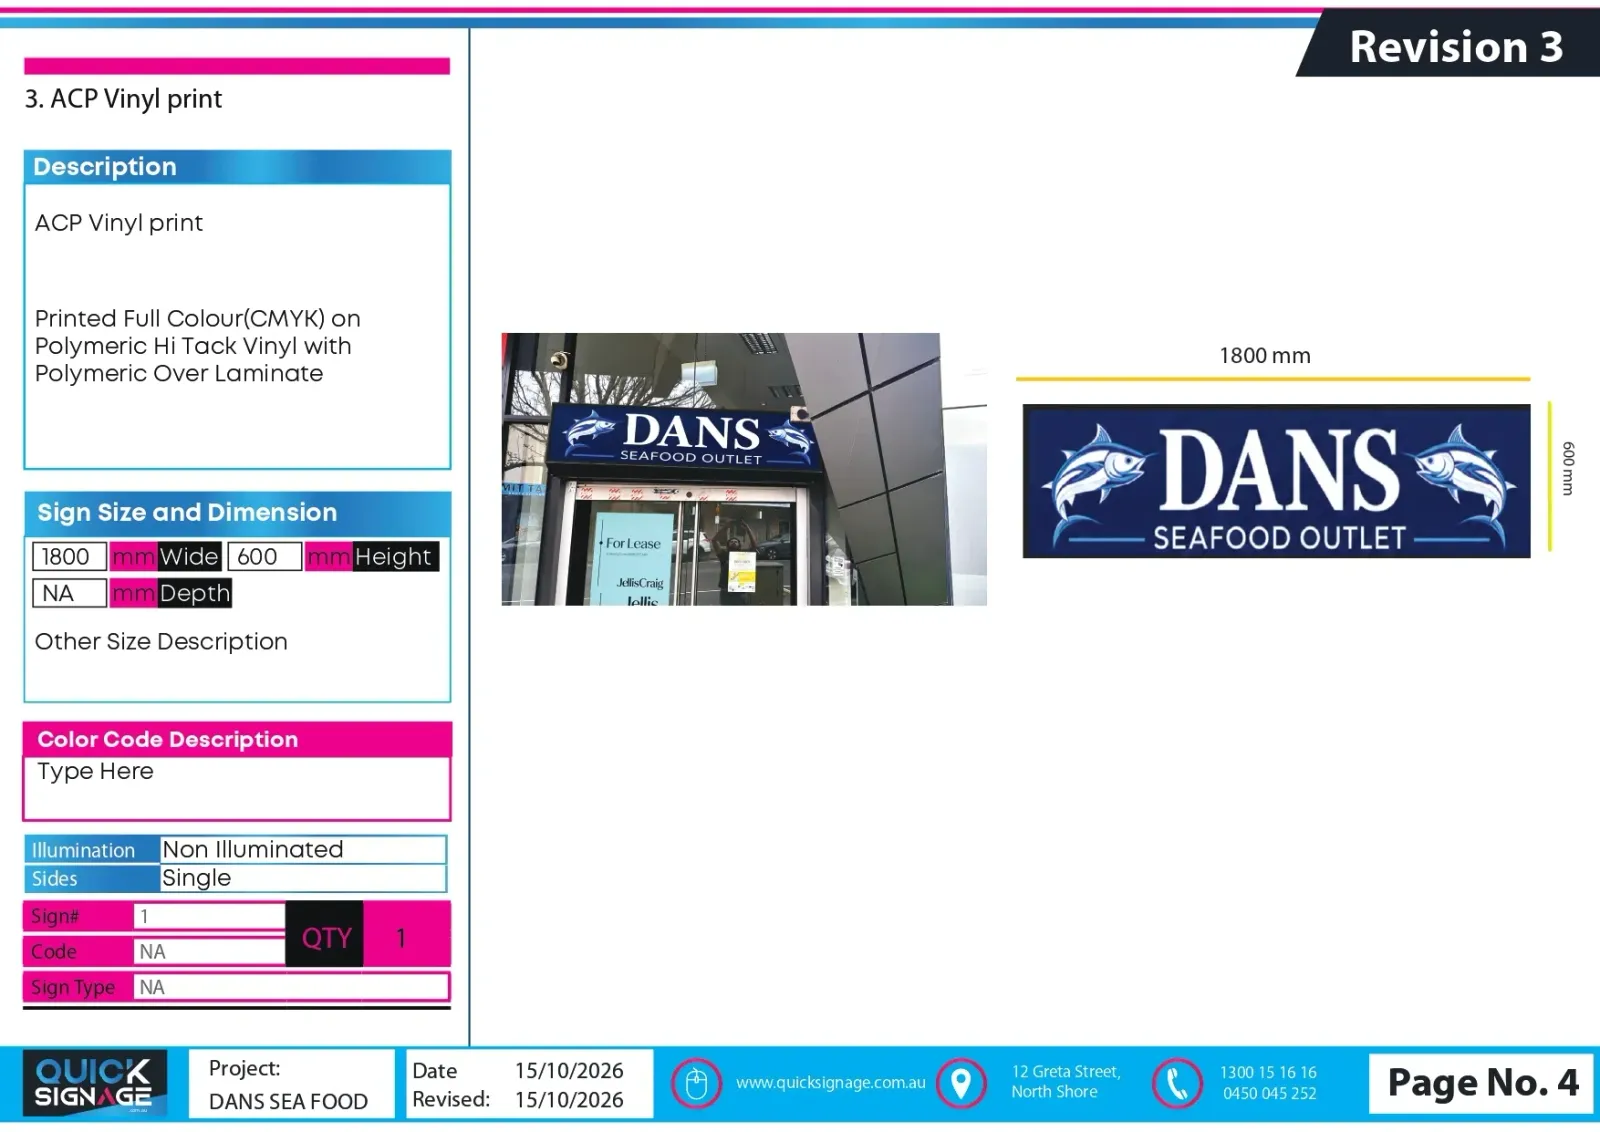 Revision 3
3. ACP Vinyl print
Description
ACP Vinyl print
Printed Full Colour(CMYK) on
Polymeric Hi Tack Vinyl with
Polymeric Over Laminate
Sign Size and Dimension
1800 mm Wide 600 mm Height
NA mm Depth
Other Size Description
Color Code Description
Type Here
Illumination Non Illuminated
Sides Single
Sign# 1
Code NA
QTY 1
Sign Type NA
DANS
SEAFOOD OUTLET
For Lease
JellisCraig
Jellis
1800 mm
600 mm
DANS
SEAFOOD OUTLET
QUICK
SIGNAGE
.com.au
Project:
DANS SEA FOOD
Date 15/10/2026
Revised: 15/10/2026
www.quicksignage.com.au
12 Greta Street,
North Shore
1300 15 16 16
0450 045 252
Page No. 4